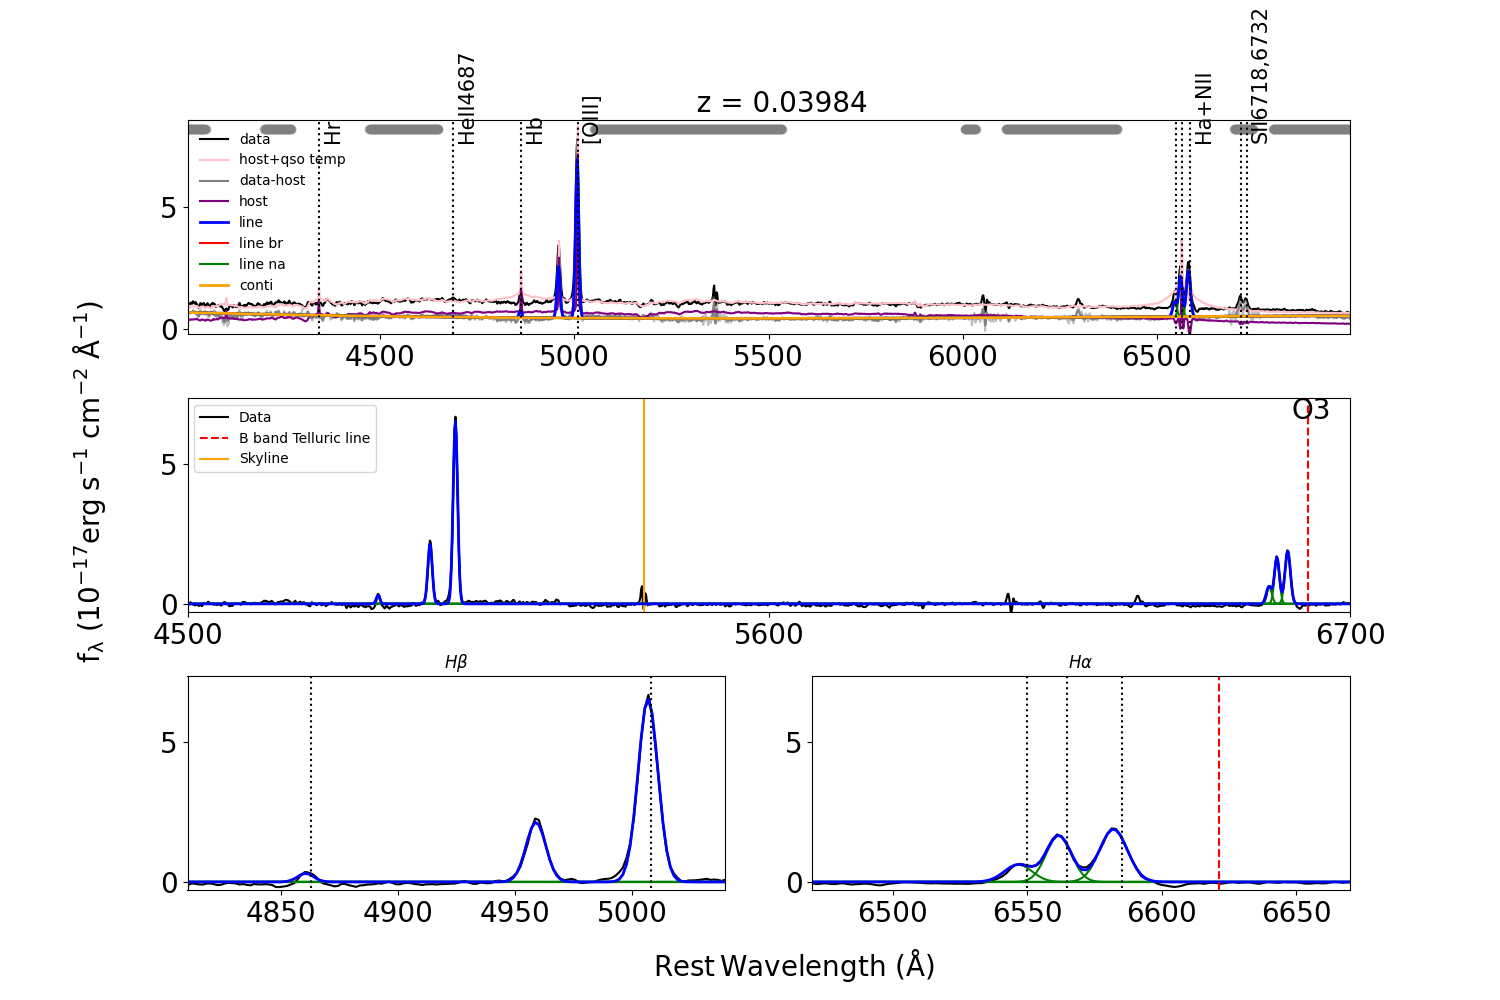 z = 0.03984
Hr
HeII4687
Hb
[OIII]
Ha+NII
SII6718,6732
data
host+qso temp
data-host
host
line
line br
line na
conti
5
0
4500 5000 5500 6000 6500
Data
B band Telluric line
Skyline
O3
5
0
4500 5600 6700
fλ (10−17erg s−1 cm−2 Å−1)
Hβ
5
0
4850 4900 4950 5000
Hα
5
0
6500 6550 6600 6650
Rest Wavelength (Å)